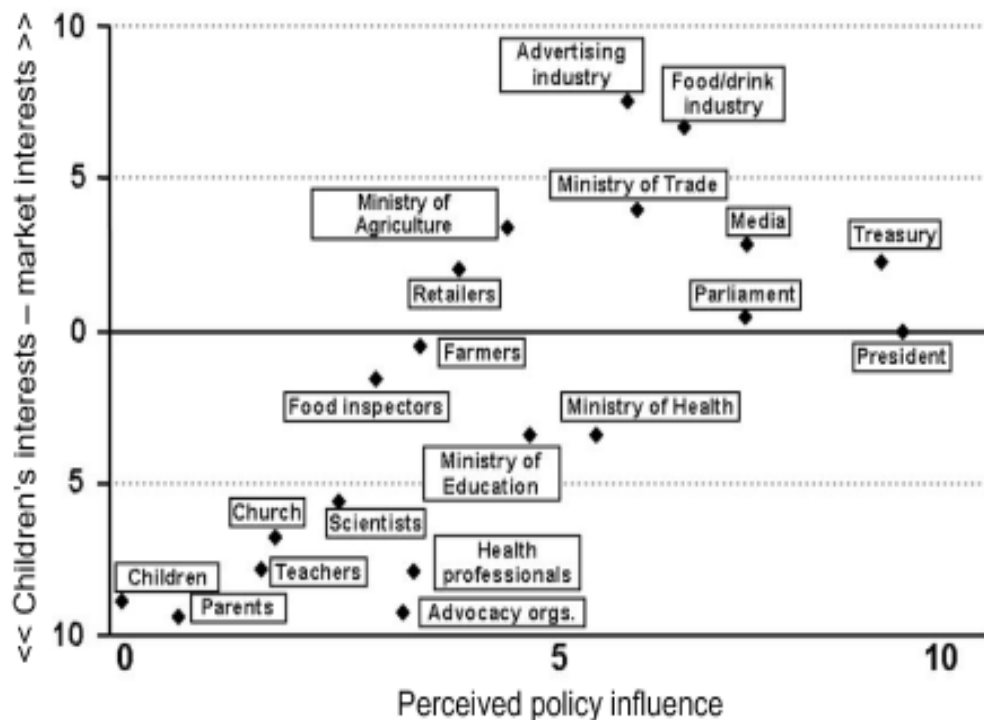 << Children's interests – market interests >>
10
5
0
5
10
Advertising
industry
Food/drink
industry
Ministry of Trade
Ministry of
Agriculture
Media
Treasury
Retailers
Parliament
Farmers
President
Food inspectors
Ministry of Health
Ministry of
Education
Church
Scientists
Health
professionals
Teachers
Children
Parents
Advocacy orgs.
0
5
10
Perceived policy influence